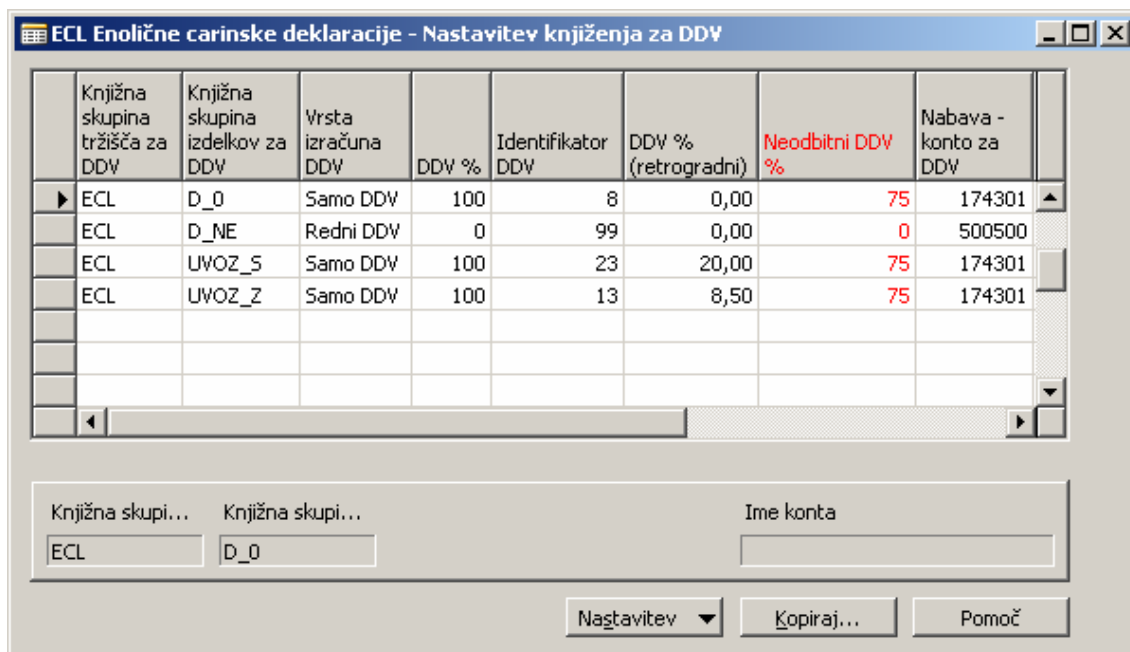 ECL Enolične carinske deklaracije - Nastavitev knjiženja za DDV
Knjižna skupina tržišča za DDV
Knjižna skupina izdelkov za DDV
Vrsta izračuna DDV
DDV %
Identifikator DDV
DDV % (retrogradni)
Neodbitni DDV %
Nabava - konto za DDV
ECL D_0 Samo DDV 100 8 0,00 75 174301
ECL D_NE Redni DDV 0 99 0,00 0 500500
ECL UVOZ_S Samo DDV 100 23 20,00 75 174301
ECL UVOZ_Z Samo DDV 100 13 8,50 75 174301
Knjižna skupi... Knjižna skupi... Ime konta
ECL D_0
Nastavitev Kopiraj... Pomoč